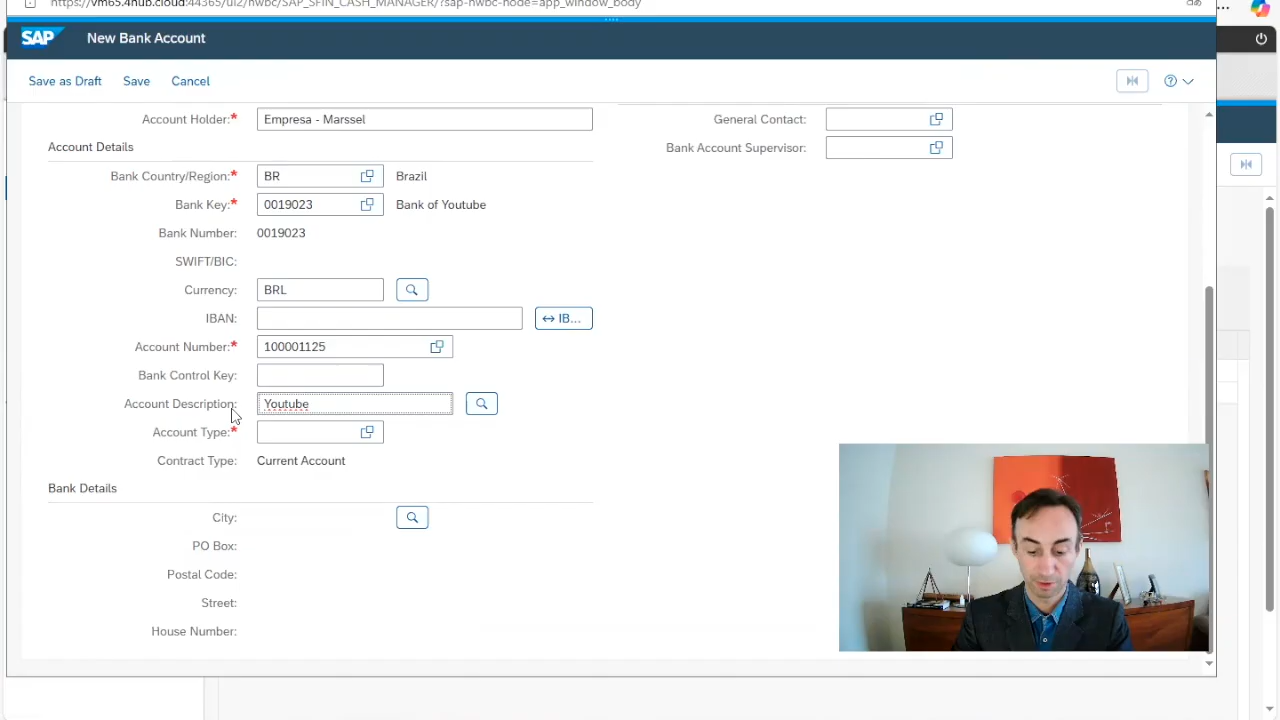 https://vm65.4hub.cloud:44365/ui2/nwbc/SAP_SFIN_CASH_MANAGER/?sap-nwbc-node=app_window_body
SAP New Bank Account
Save as Draft Save Cancel
Account Holder:* Empresa - Marssel
General Contact:
Account Details
Bank Account Supervisor:
Bank Country/Region:* BR Brazil
Bank Key:* 0019023 Bank of Youtube
Bank Number: 0019023
SWIFT/BIC:
Currency: BRL
IBAN: IB...
Account Number:* 100001125
Bank Control Key:
Account Description: Youtube
Account Type:*
Contract Type: Current Account
Bank Details
City:
PO Box:
Postal Code:
Street:
House Number: